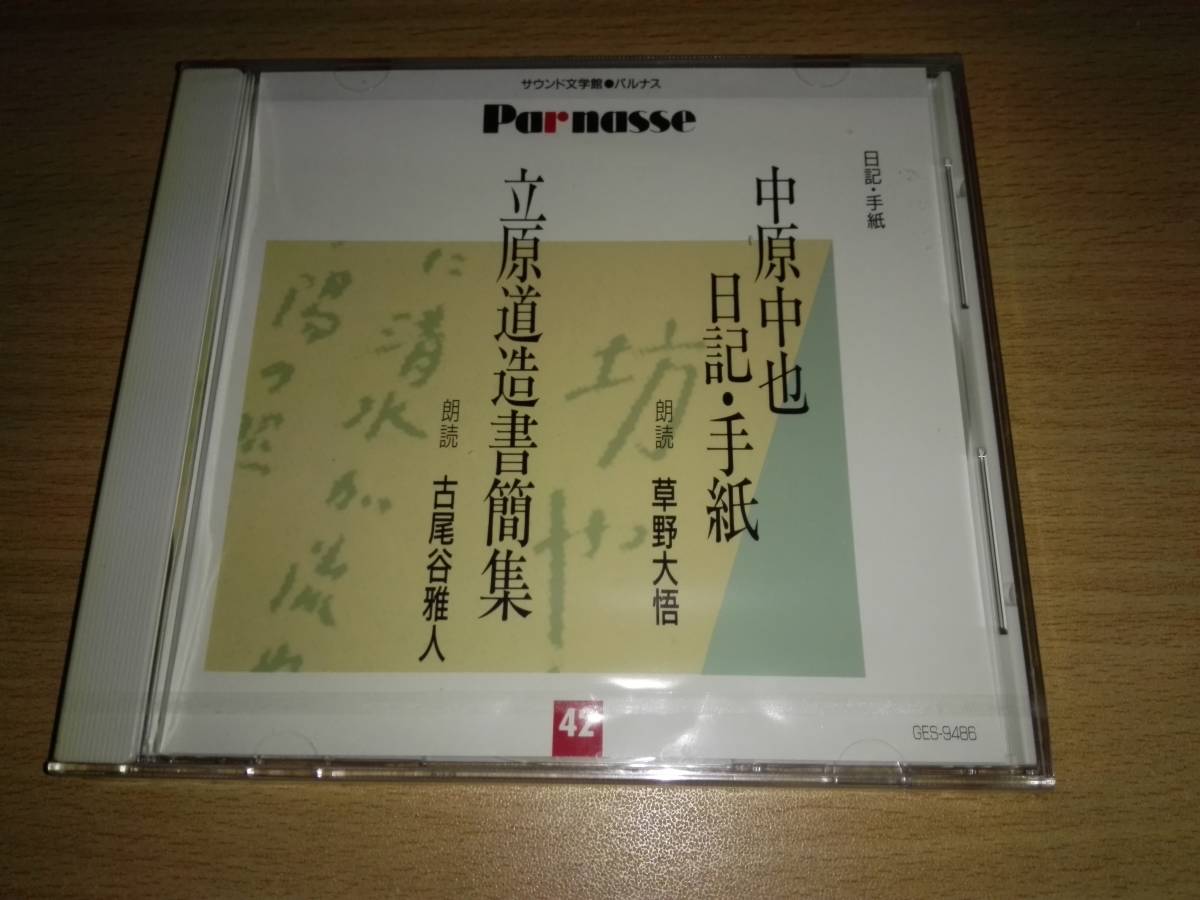 サウンド文学館●パルナス
Parnasse
日記・手紙
中原中也
日記・手紙
朗読 草野大悟
立原道造書簡集
朗読 古尾谷雅人
42
GES-9486